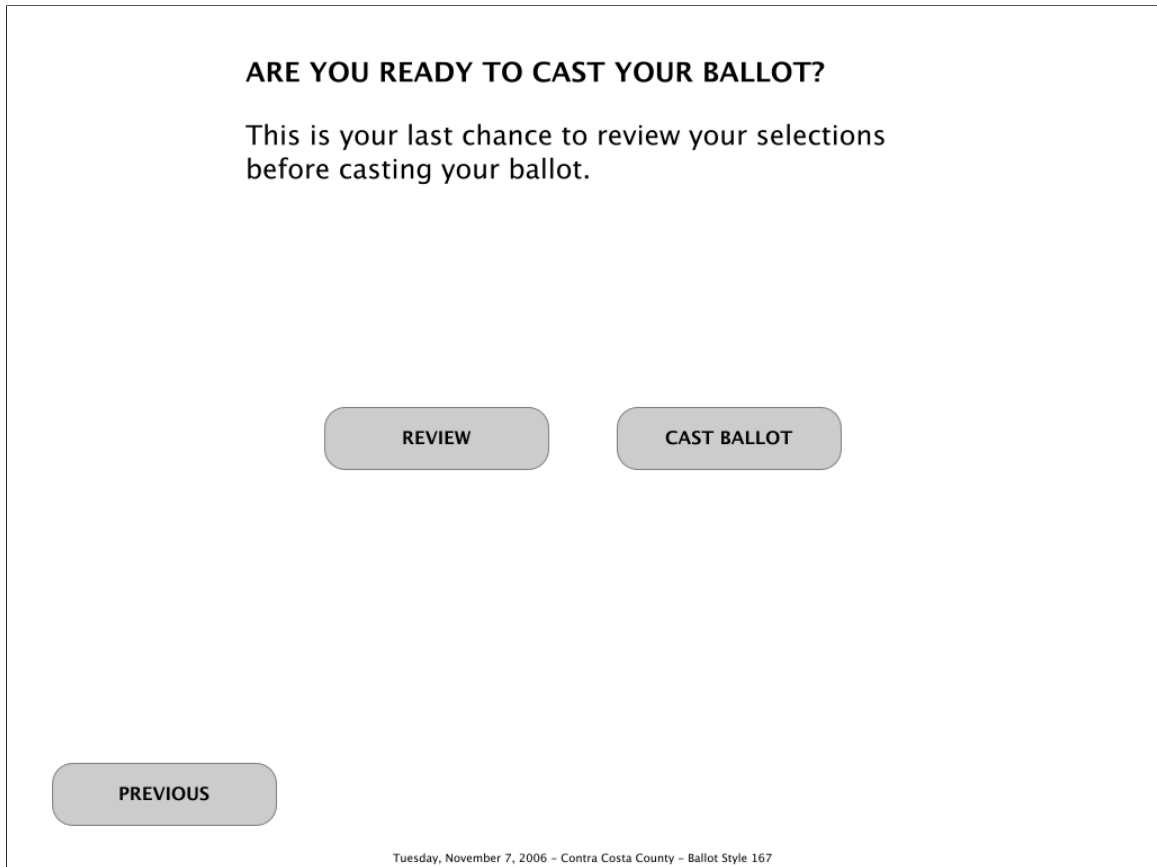 ARE YOU READY TO CAST YOUR BALLOT?
This is your last chance to review your selections
before casting your ballot.
REVIEW
CAST BALLOT
PREVIOUS
Tuesday, November 7, 2006 – Contra Costa County – Ballot Style 167